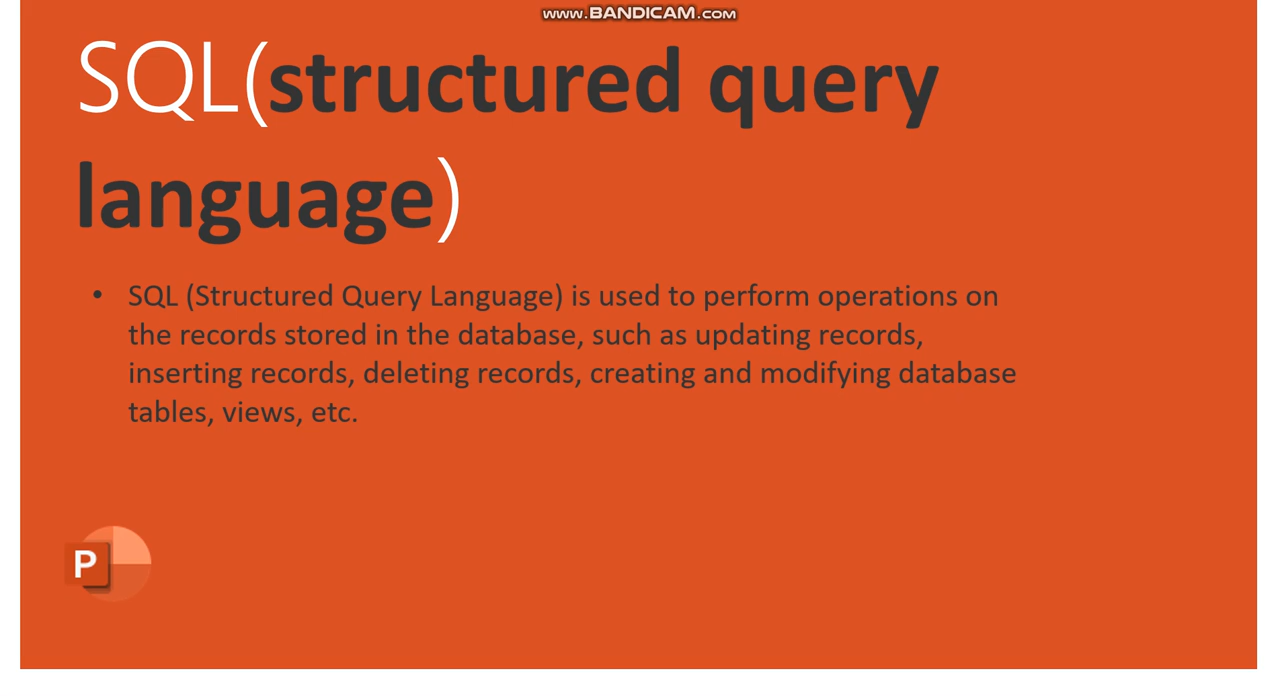 www.BANDICAM.com
SQL(structured query
language)
• SQL (Structured Query Language) is used to perform operations on
the records stored in the database, such as updating records,
inserting records, deleting records, creating and modifying database
tables, views, etc.
P